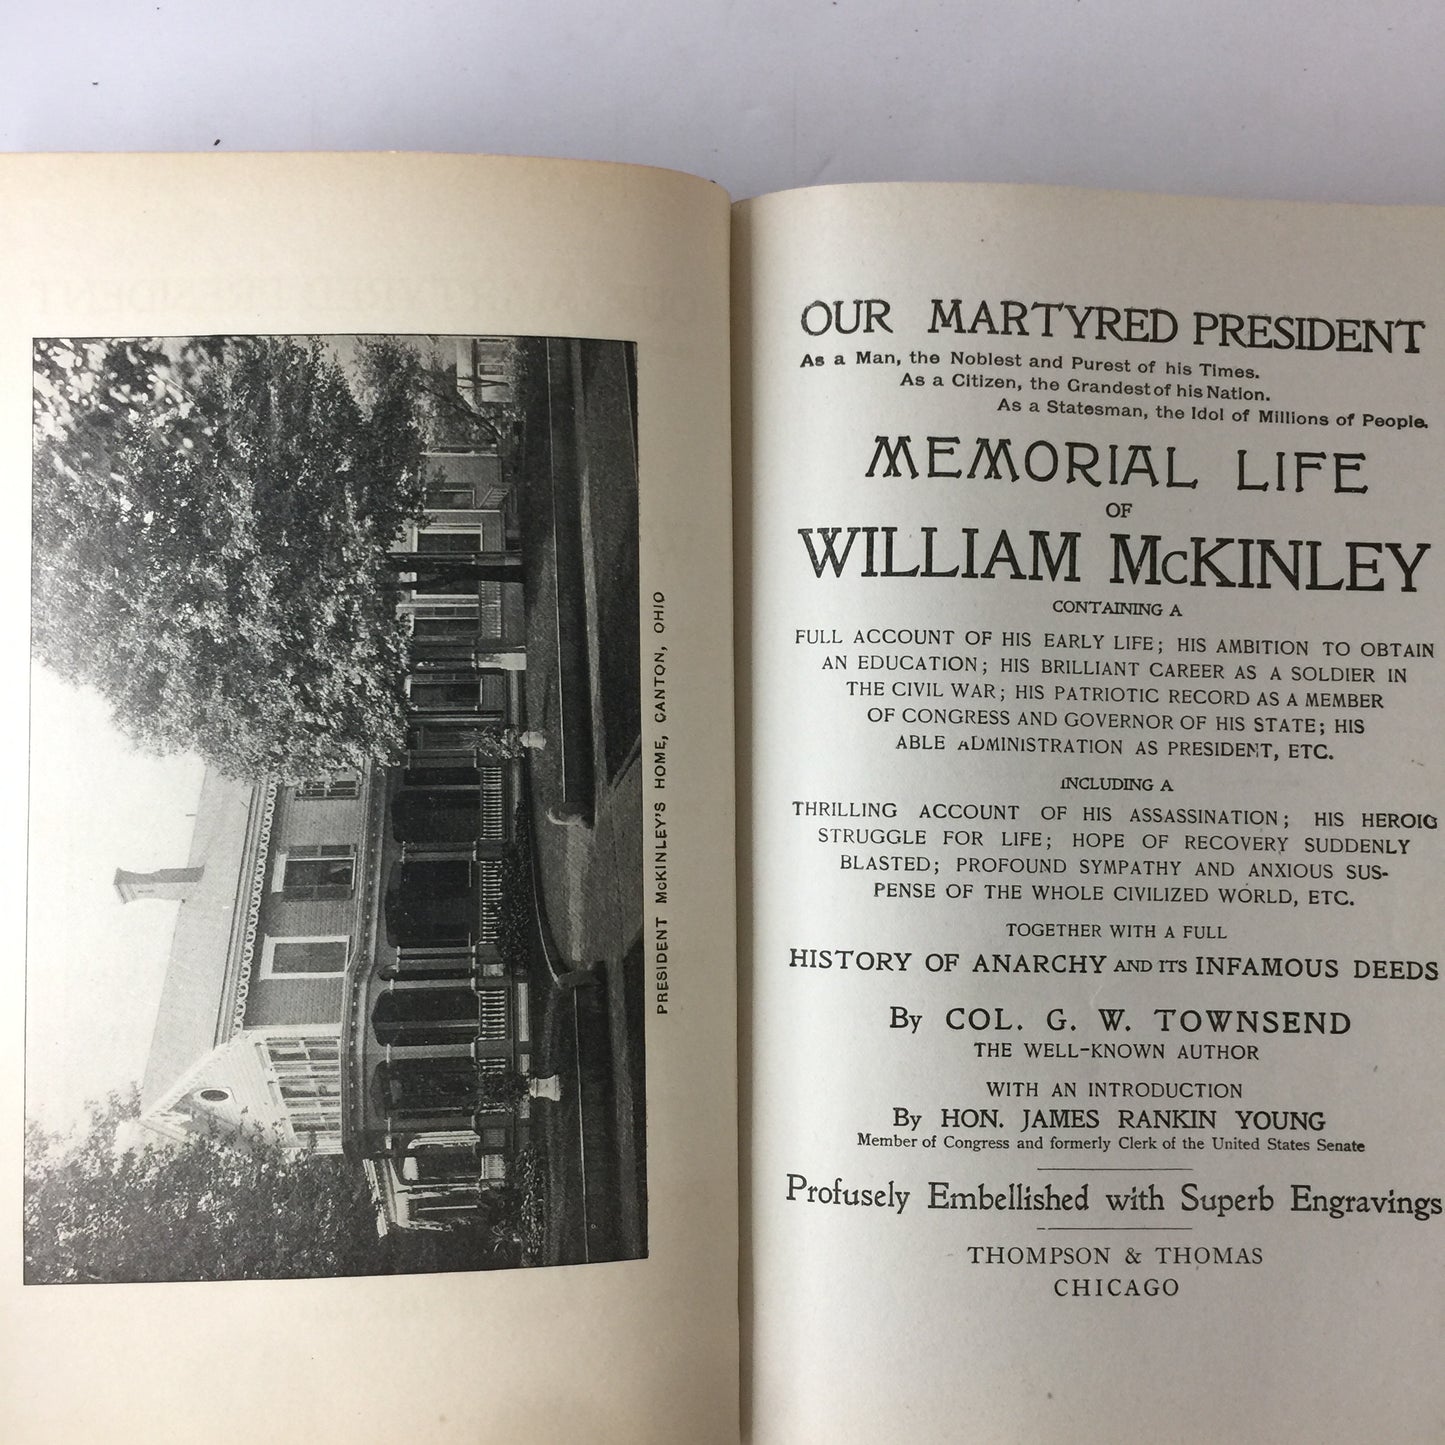 PRESIDENT McKINLEY'S HOME, CANTON, OHIO
OUR MARTYRED PRESIDENT
As a Man, the Noblest and Purest of his Times.
As a Citizen, the Grandest of his Nation.
As a Statesman, the Idol of Millions of People.
MEMORIAL LIFE
OF
WILLIAM McKINLEY
CONTAINING A
FULL ACCOUNT OF HIS EARLY LIFE; HIS AMBITION TO OBTAIN
AN EDUCATION; HIS BRILLIANT CAREER AS A SOLDIER IN
THE CIVIL WAR; HIS PATRIOTIC RECORD AS A MEMBER
OF CONGRESS AND GOVERNOR OF HIS STATE; HIS
ABLE ADMINISTRATION AS PRESIDENT, ETC.
INCLUDING A
THRILLING ACCOUNT OF HIS ASSASSINATION; HIS HEROIC
STRUGGLE FOR LIFE; HOPE OF RECOVERY SUDDENLY
BLASTED; PROFOUND SYMPATHY AND ANXIOUS SUS-
PENSE OF THE WHOLE CIVILIZED WORLD, ETC.
TOGETHER WITH A FULL
HISTORY OF ANARCHY AND ITS INFAMOUS DEEDS
By COL. G. W. TOWNSEND
THE WELL-KNOWN AUTHOR
WITH AN INTRODUCTION
By HON. JAMES RANKIN YOUNG
Member of Congress and formerly Clerk of the United States Senate
Profusely Embellished with Superb Engravings
THOMPSON & THOMAS
CHICAGO